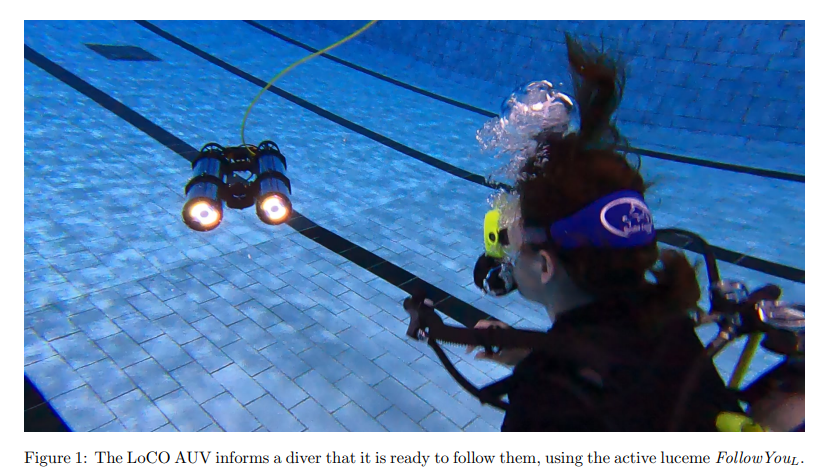 Figure 1: The LoCO AUV informs a diver that it is ready to follow them, using the active luceme FollowYou_L.